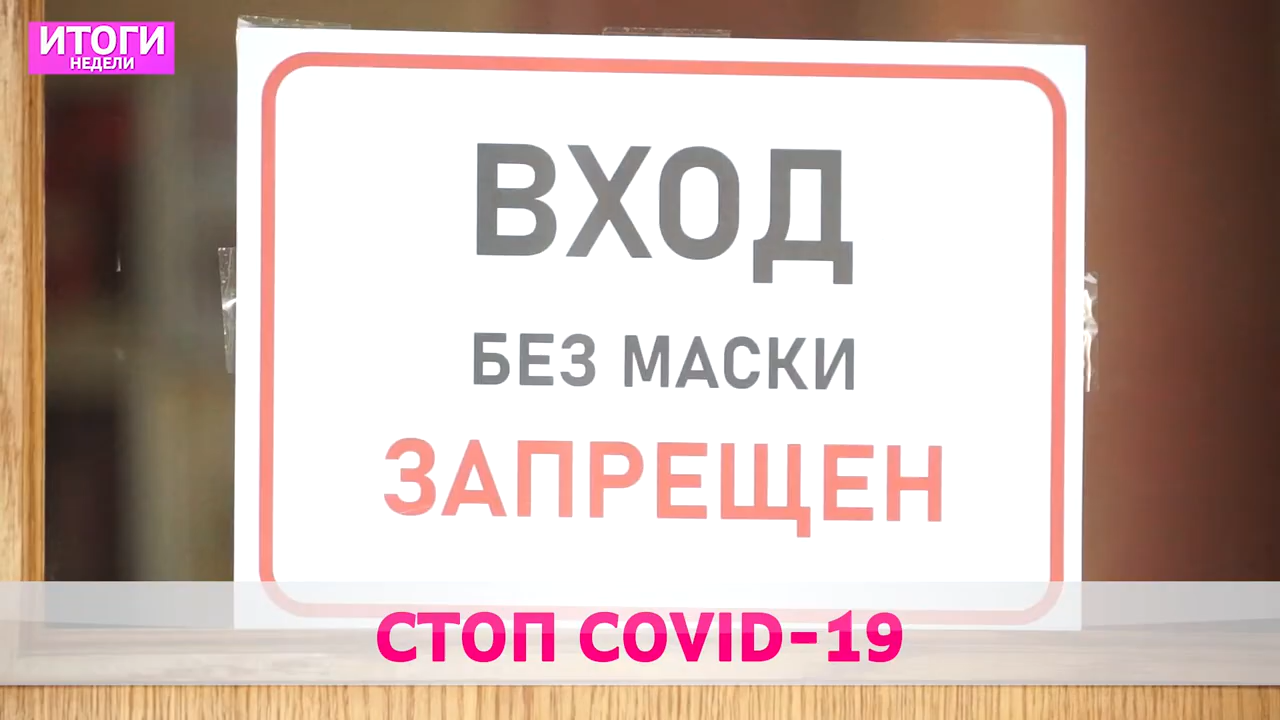 ИТОГИ
НЕДЕЛИ
ВХОД
БЕЗ МАСКИ
ЗАПРЕЩЕН
СТОП COVID-19